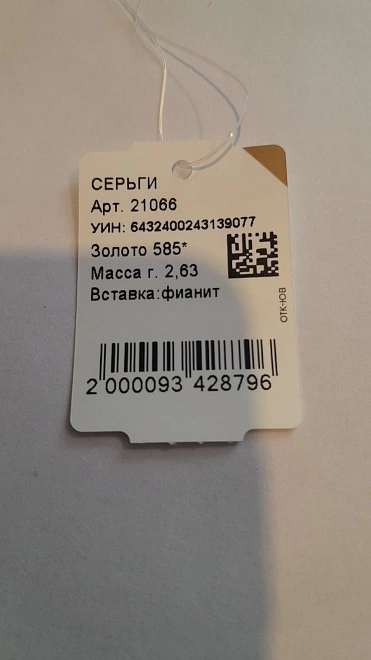 СЕРЬГИ
Арт. 21066
УИН: 6432400243139077
Золото 585*
Масса г. 2,63
Вставка:фианит
ОТК-ЮВ
2 000093 428796